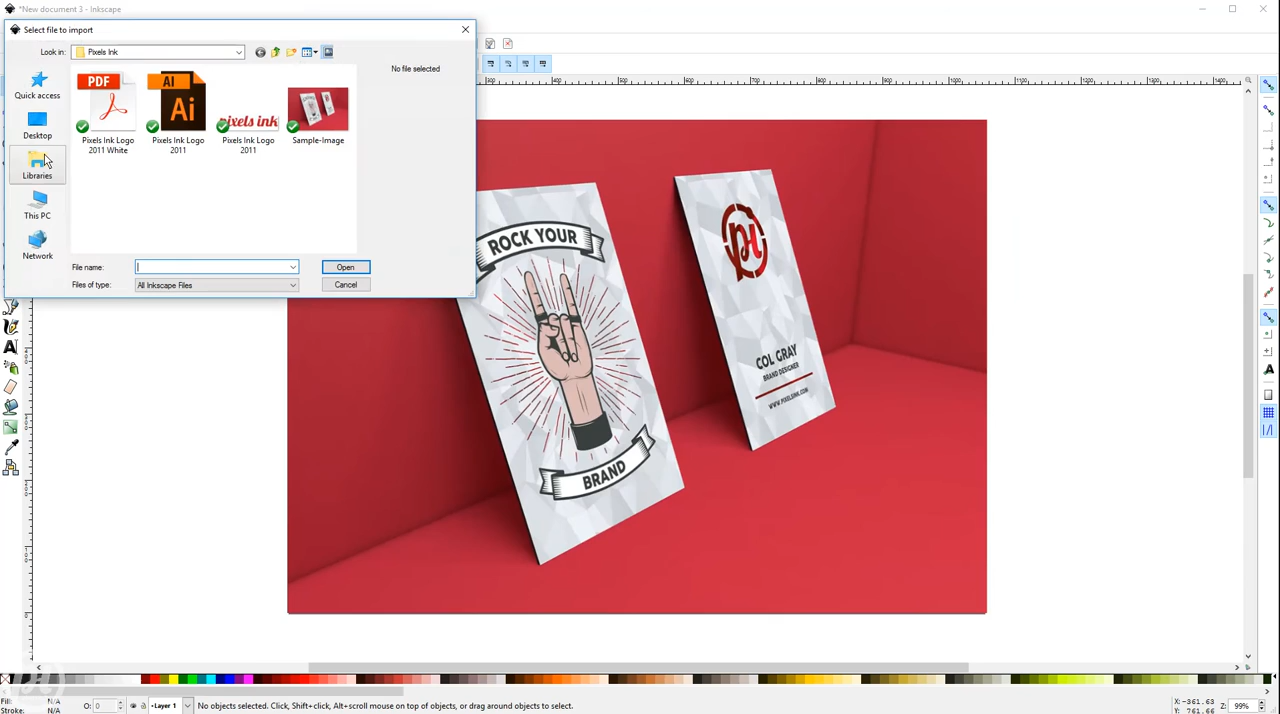 *New document 3 - Inkscape
Select file to import
Look in: Pixels Ink
No file selected
Quick access
Desktop
Libraries
This PC
Network
PDF
Ai
Ai
pixels ink
Pixels Ink Logo
2011 White
Pixels Ink Logo
2011
Pixels Ink Logo
2011
Sample-Image
File name:
Open
Files of type: All Inkscape Files
Cancel
ROCK YOUR
BRAND
COL GRAY
BRAND DESIGNER
WWW.PIXELSINK.COM
Fill: N/A
Stroke: N/A
O: 0
Layer 1
No objects selected. Click, Shift+click, Alt+scroll mouse on top of objects, or drag around objects to select.
X: -361.63
Y: 761.66
Z: 99%